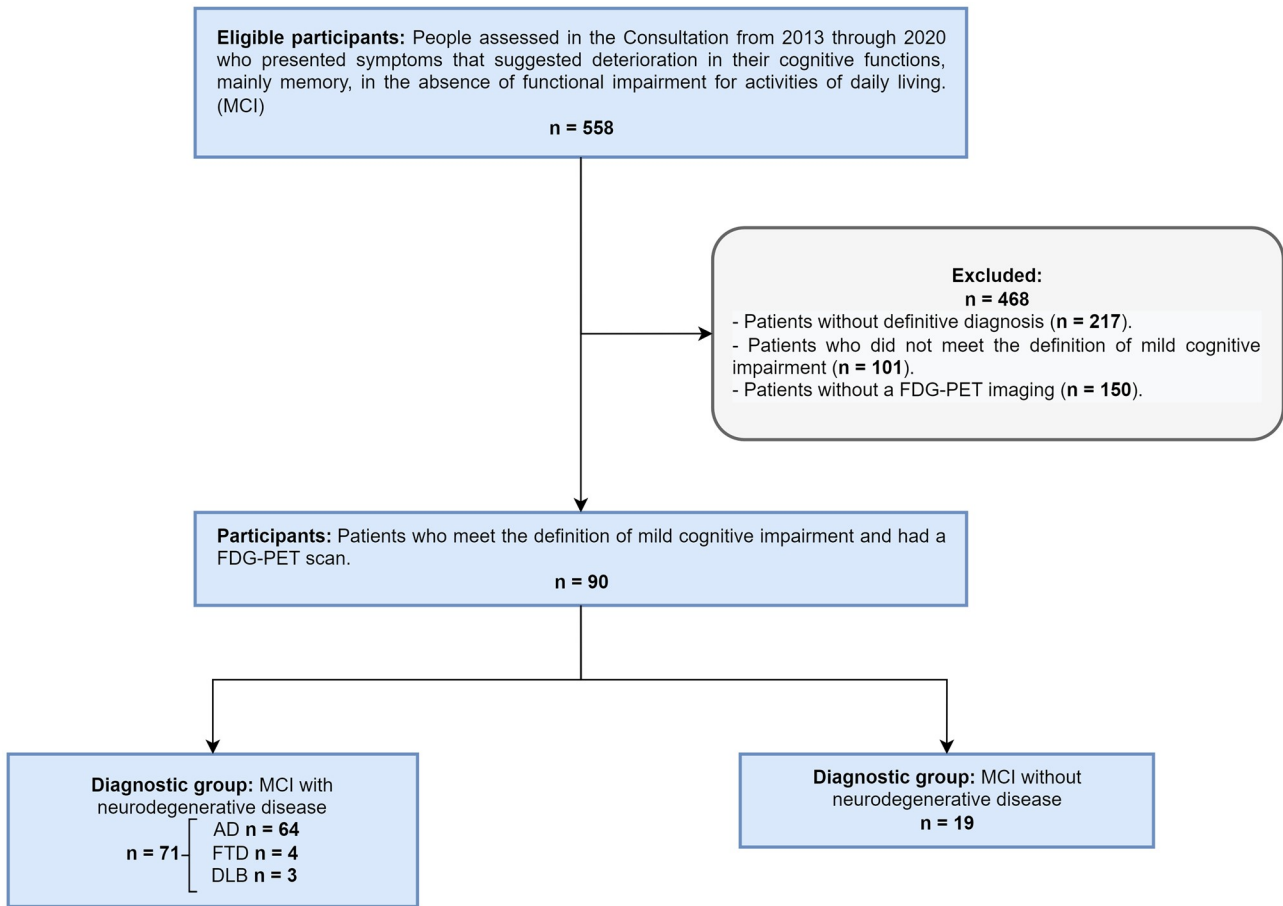 Eligible participants: People assessed in the Consultation from 2013 through 2020
who presented symptoms that suggested deterioration in their cognitive functions,
mainly memory, in the absence of functional impairment for activities of daily living.
(MCI)
n = 558
Excluded:
n = 468
- Patients without definitive diagnosis (n = 217).
- Patients who did not meet the definition of mild cognitive
impairment (n = 101).
- Patients without a FDG-PET imaging (n = 150).
Participants: Patients who meet the definition of mild cognitive impairment and had a
FDG-PET scan.
n = 90
Diagnostic group: MCI with
neurodegenerative disease
AD n = 64
n = 71 FTD n = 4
DLB n = 3
Diagnostic group: MCI without
neurodegenerative disease
n = 19